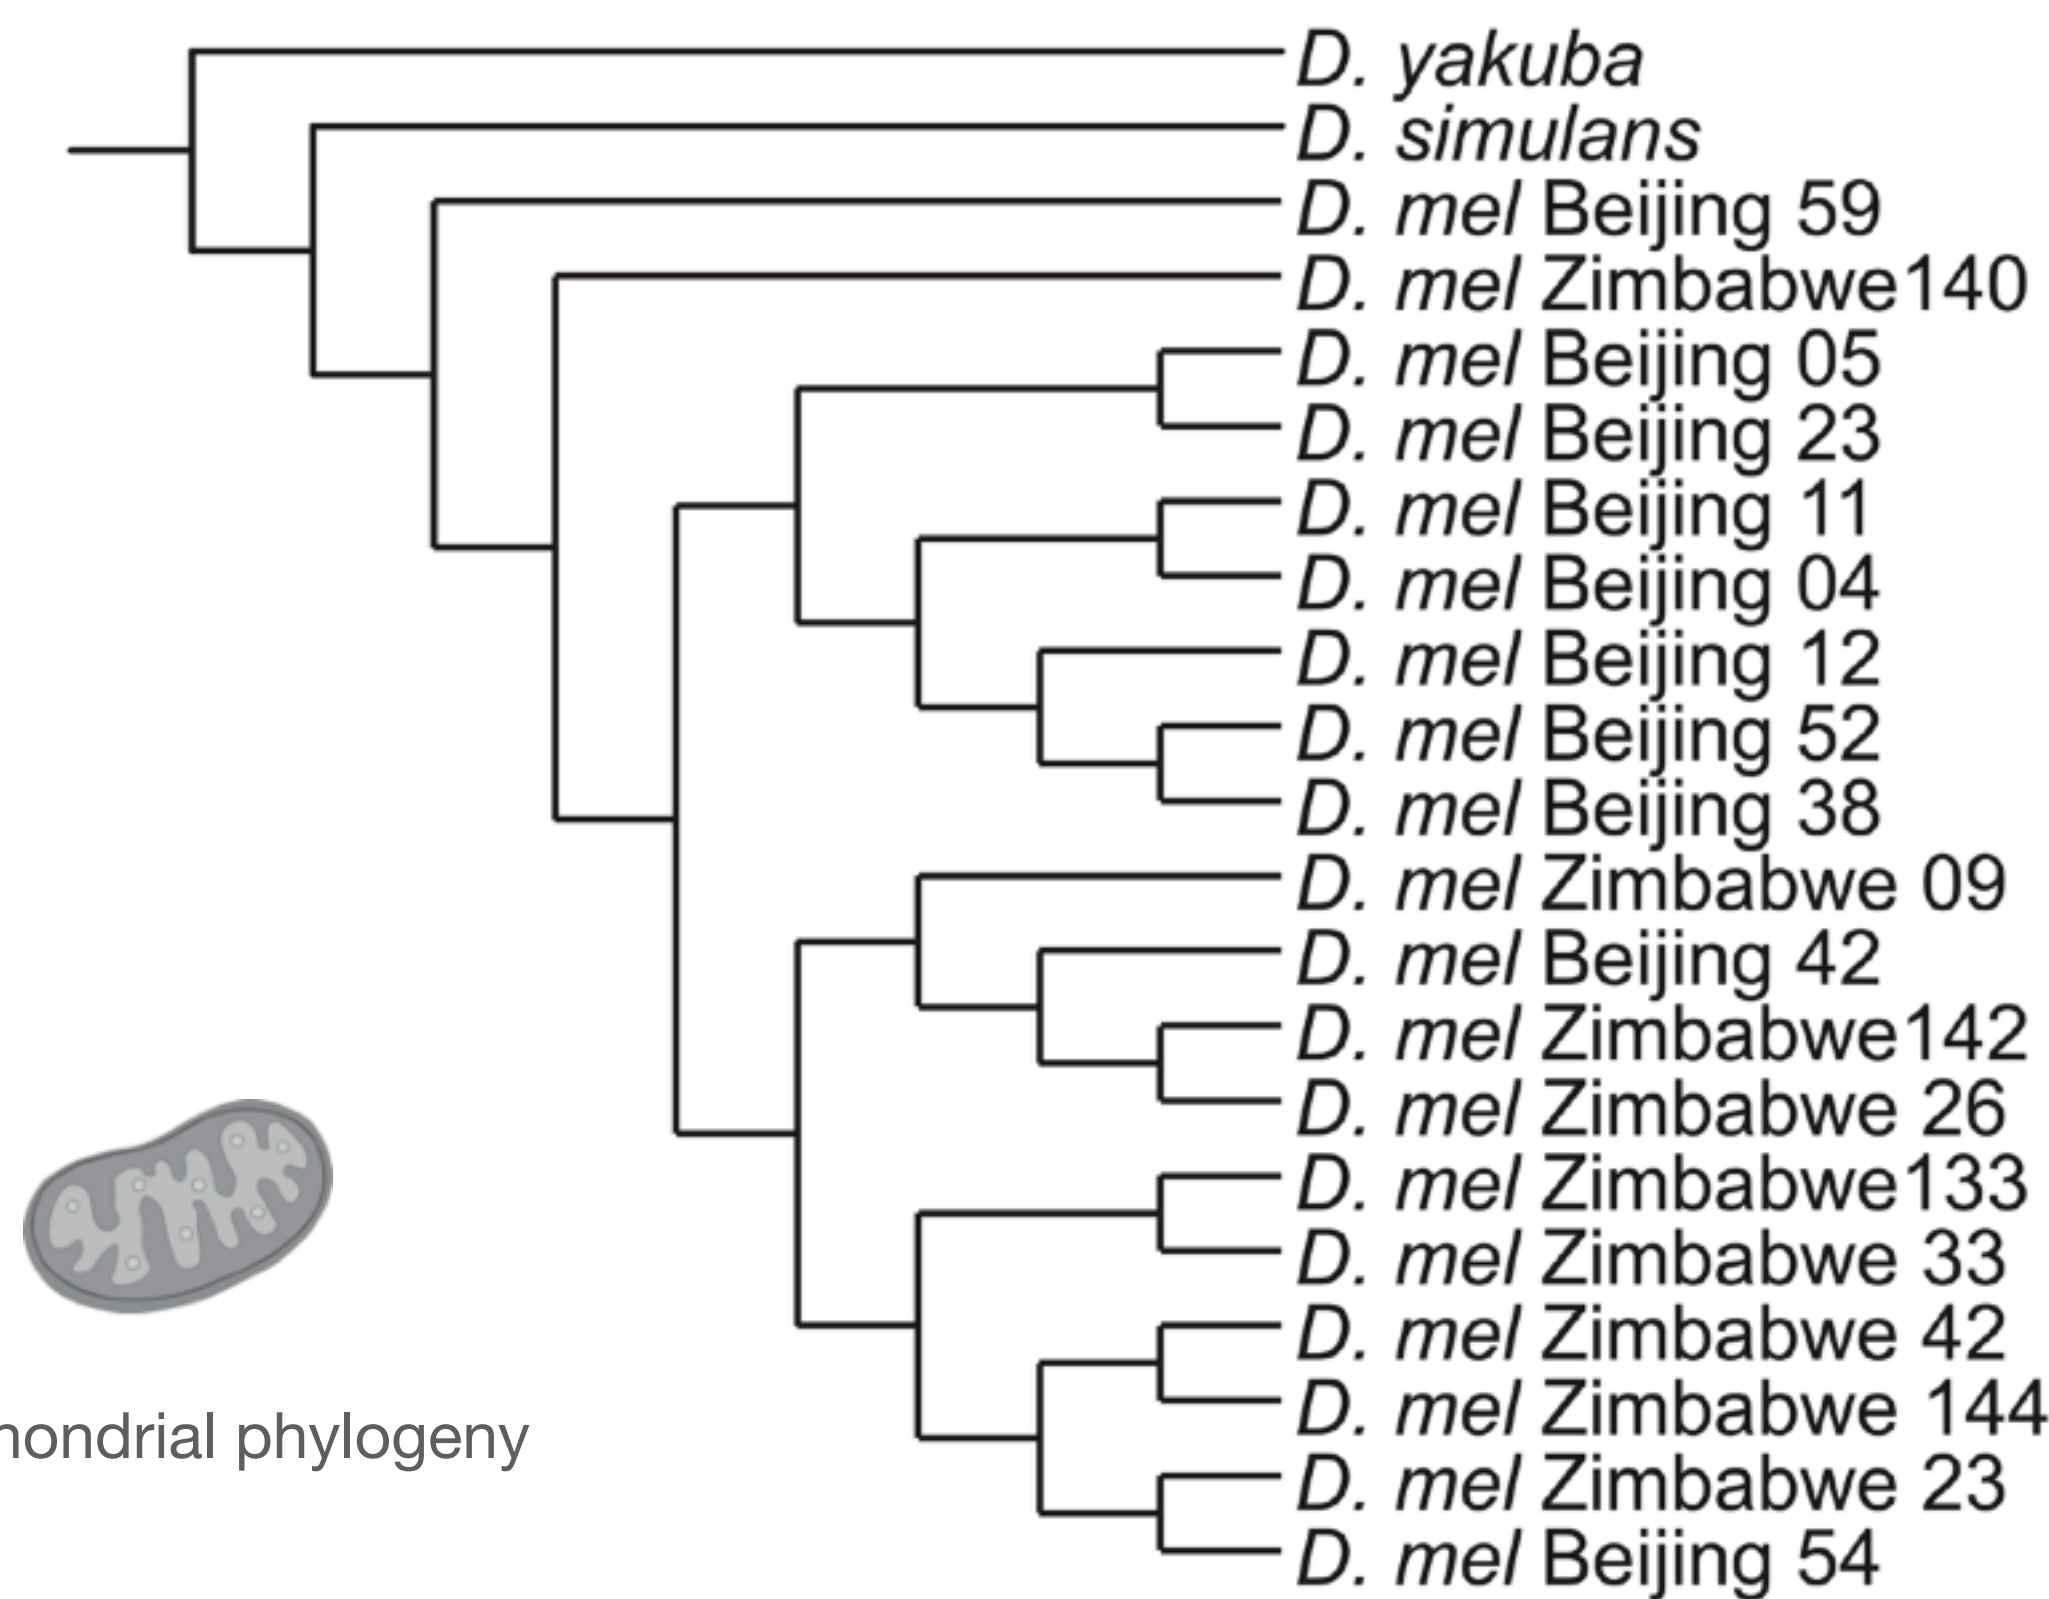 D. yakuba
D. simulans
D. mel Beijing 59
D. mel Zimbabwe140
D. mel Beijing 05
D. mel Beijing 23
D. mel Beijing 11
D. mel Beijing 04
D. mel Beijing 12
D. mel Beijing 52
D. mel Beijing 38
D. mel Zimbabwe 09
D. mel Beijing 42
D. mel Zimbabwe142
D. mel Zimbabwe 26
D. mel Zimbabwe133
D. mel Zimbabwe 33
D. mel Zimbabwe 42
D. mel Zimbabwe 144
D. mel Zimbabwe 23
D. mel Beijing 54
hondrial phylogeny